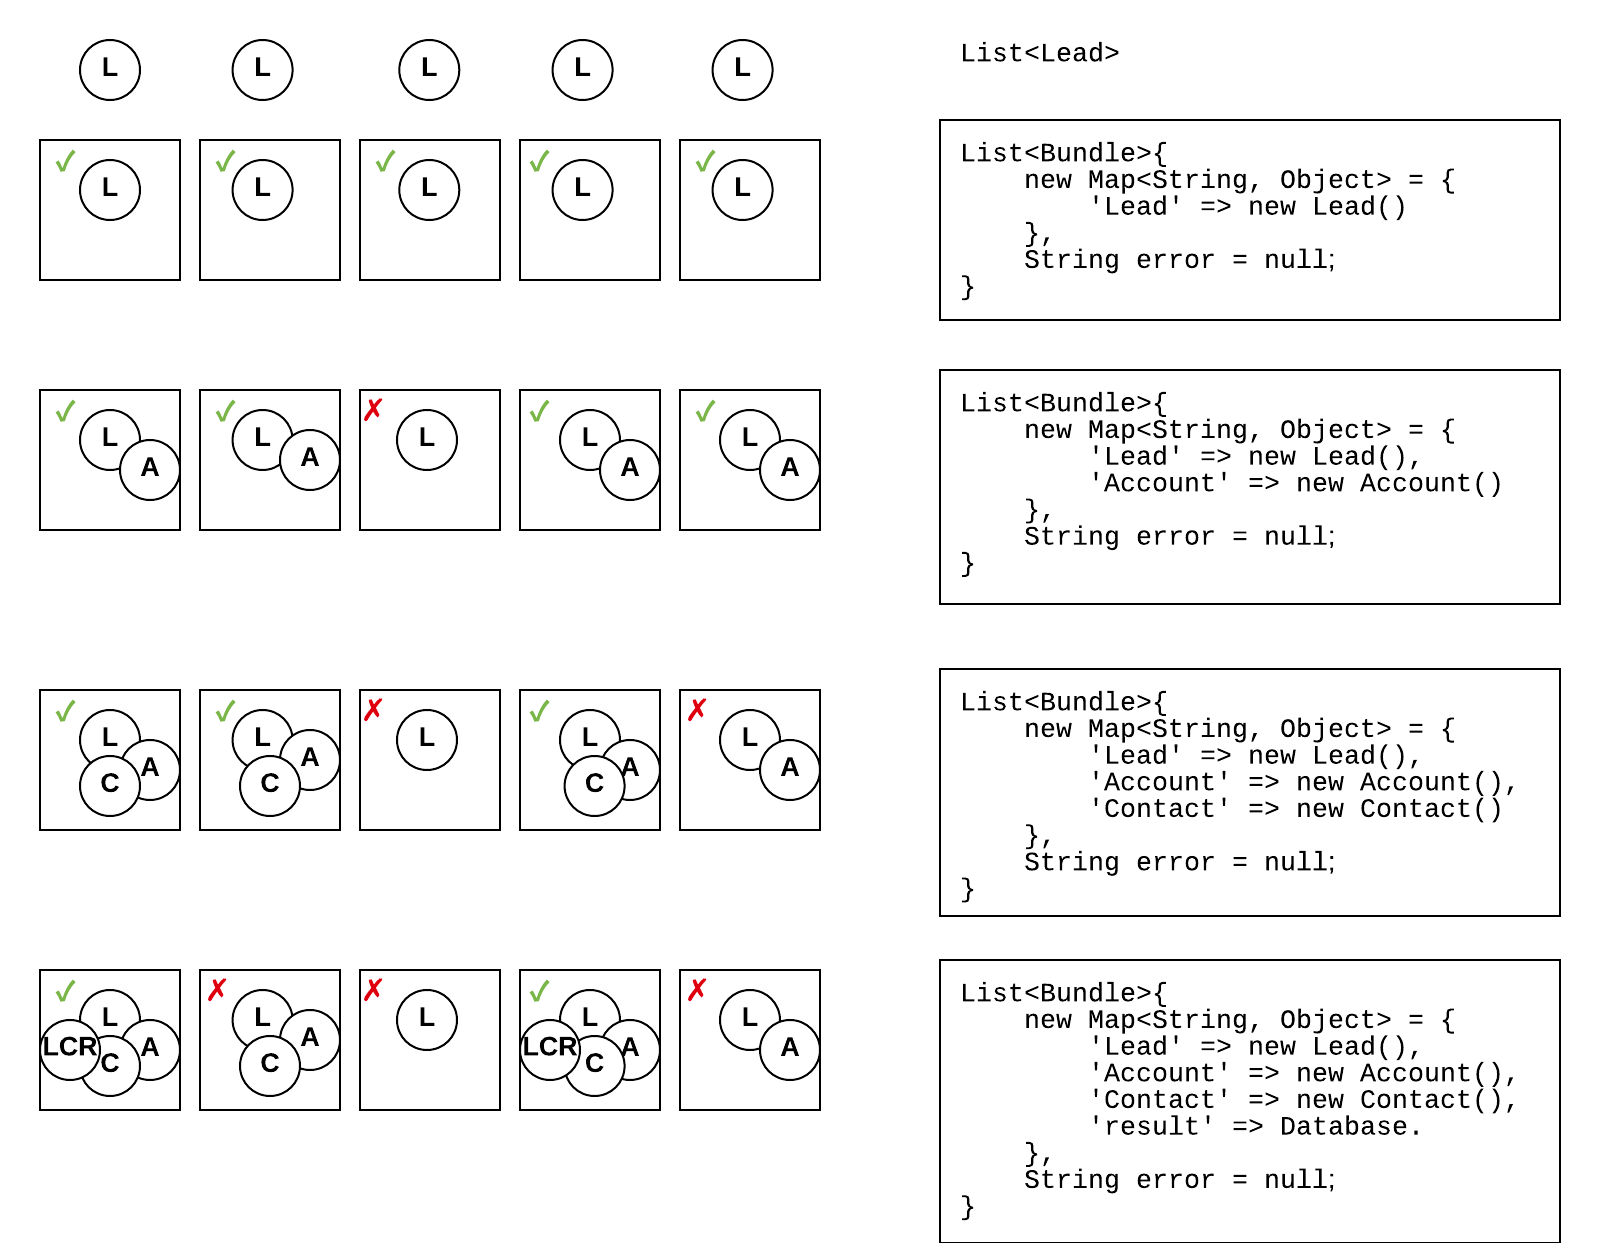 L L L L L
List<Lead>
✓ L ✓ L ✓ L ✓ L ✓ L
List<Bundle>{
new Map<String, Object> = {
'Lead' => new Lead()
},
String error = null;
}
✓ L A ✓ L A ✗ L ✓ L A ✓ L A
List<Bundle>{
new Map<String, Object> = {
'Lead' => new Lead(),
'Account' => new Account()
},
String error = null;
}
✓ L A C ✓ L A C ✗ L ✓ L A C ✗ L A
List<Bundle>{
new Map<String, Object> = {
'Lead' => new Lead(),
'Account' => new Account(),
'Contact' => new Contact()
},
String error = null;
}
✓ L LCR C A ✗ L A C ✗ L ✓ L LCR C A ✗ L A
List<Bundle>{
new Map<String, Object> = {
'Lead' => new Lead(),
'Account' => new Account(),
'Contact' => new Contact(),
'result' => Database.
},
String error = null;
}